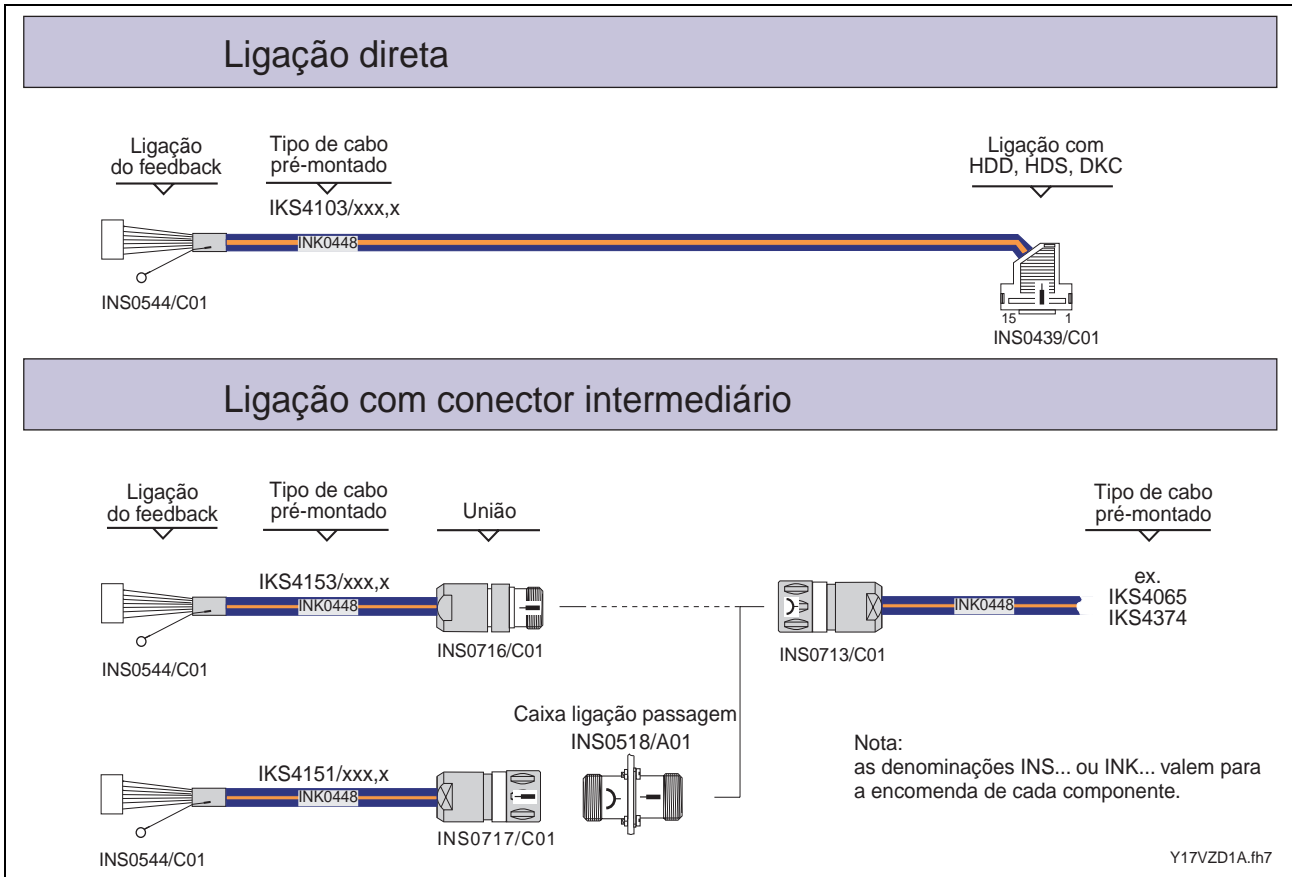 Ligação direta
Ligação
do feedback
Tipo de cabo
pré-montado
Ligação com
HDD, HDS, DKC
IKS4103/xxx,x
INK0448
INS0544/C01
15
1
INS0439/C01
Ligação com conector intermediário
Ligação
do feedback
Tipo de cabo
pré-montado
União
Tipo de cabo
pré-montado
IKS4153/xxx,x
INK0448
INS0716/C01
INS0544/C01
INS0713/C01
INK0448
ex.
IKS4065
IKS4374
Caixa ligação passagem
INS0518/A01
IKS4151/xxx,x
INK0448
INS0717/C01
INS0544/C01
Nota:
as denominações INS... ou INK... valem para
a encomenda de cada componente.
Y17VZD1A.fh7